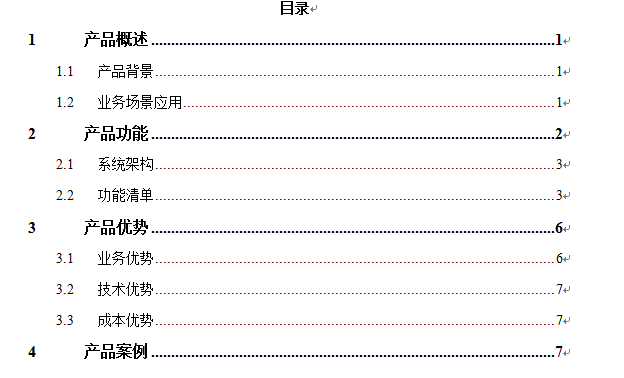 目录
1 产品概述 1
1.1 产品背景 1
1.2 业务场景应用 1
2 产品功能 2
2.1 系统架构 3
2.2 功能清单 3
3 产品优势 6
3.1 业务优势 6
3.2 技术优势 7
3.3 成本优势 7
4 产品案例 7